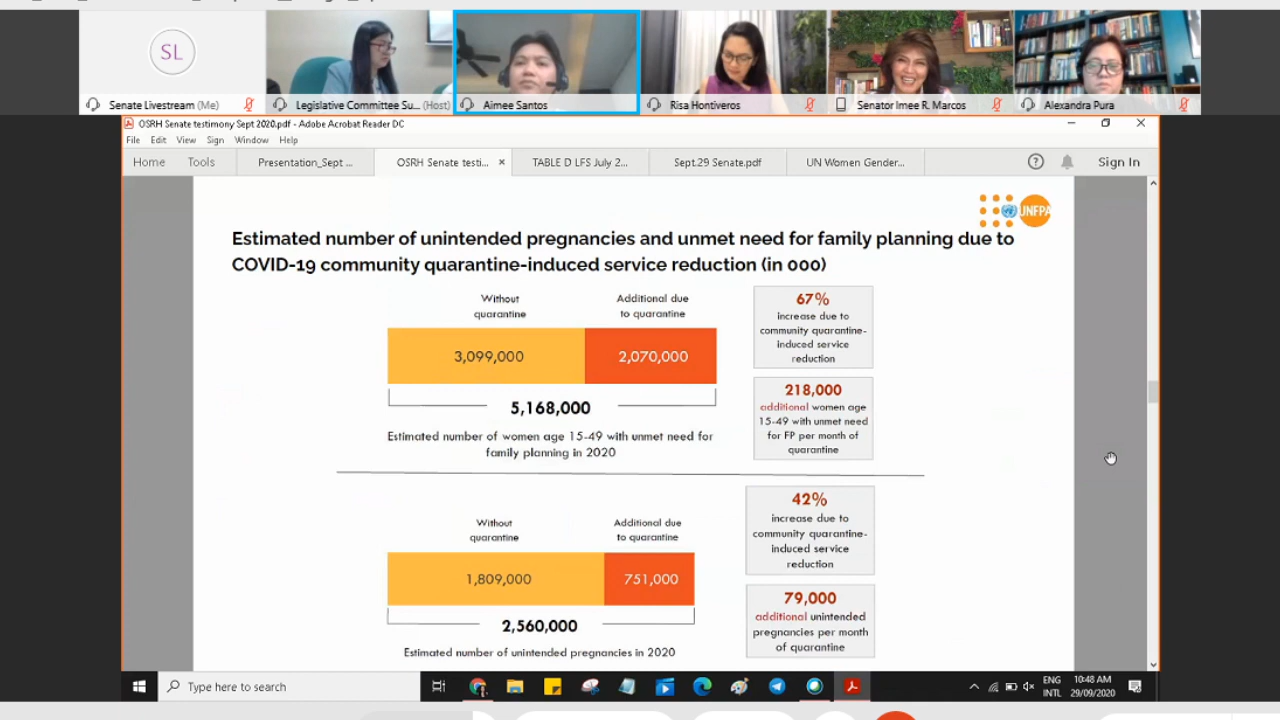 SL
Senate Livestream (Me)
Legislative Committee Su... (Host)
Aimee Santos
Risa Hontiveros
Senator Imee R. Marcos
Alexandra Pura
OSRH Senate testimony Sept 2020.pdf - Adobe Acrobat Reader DC
File Edit View Sign Window Help
Home Tools Presentation_Sept ... OSRH Senate testi... × TABLE D LFS July 2... Sept.29 Senate.pdf UN Women Gender... Sign In
UNFPA
Estimated number of unintended pregnancies and unmet need for family planning due to
COVID-19 community quarantine-induced service reduction (in 000)
Without
quarantine
Additional due
to quarantine
3,099,000
2,070,000
5,168,000
Estimated number of women age 15-49 with unmet need for
family planning in 2020
67%
increase due to
community quarantine-
induced service
reduction
218,000
additional women age
15-49 with unmet need
for FP per month of
quarantine
Without
quarantine
Additional due
to quarantine
1,809,000
751,000
2,560,000
Estimated number of unintended pregnancies in 2020
42%
increase due to
community quarantine-
induced service
reduction
79,000
additional unintended
pregnancies per month
of quarantine
Type here to search
ENG
INTL
10:48 AM
29/09/2020